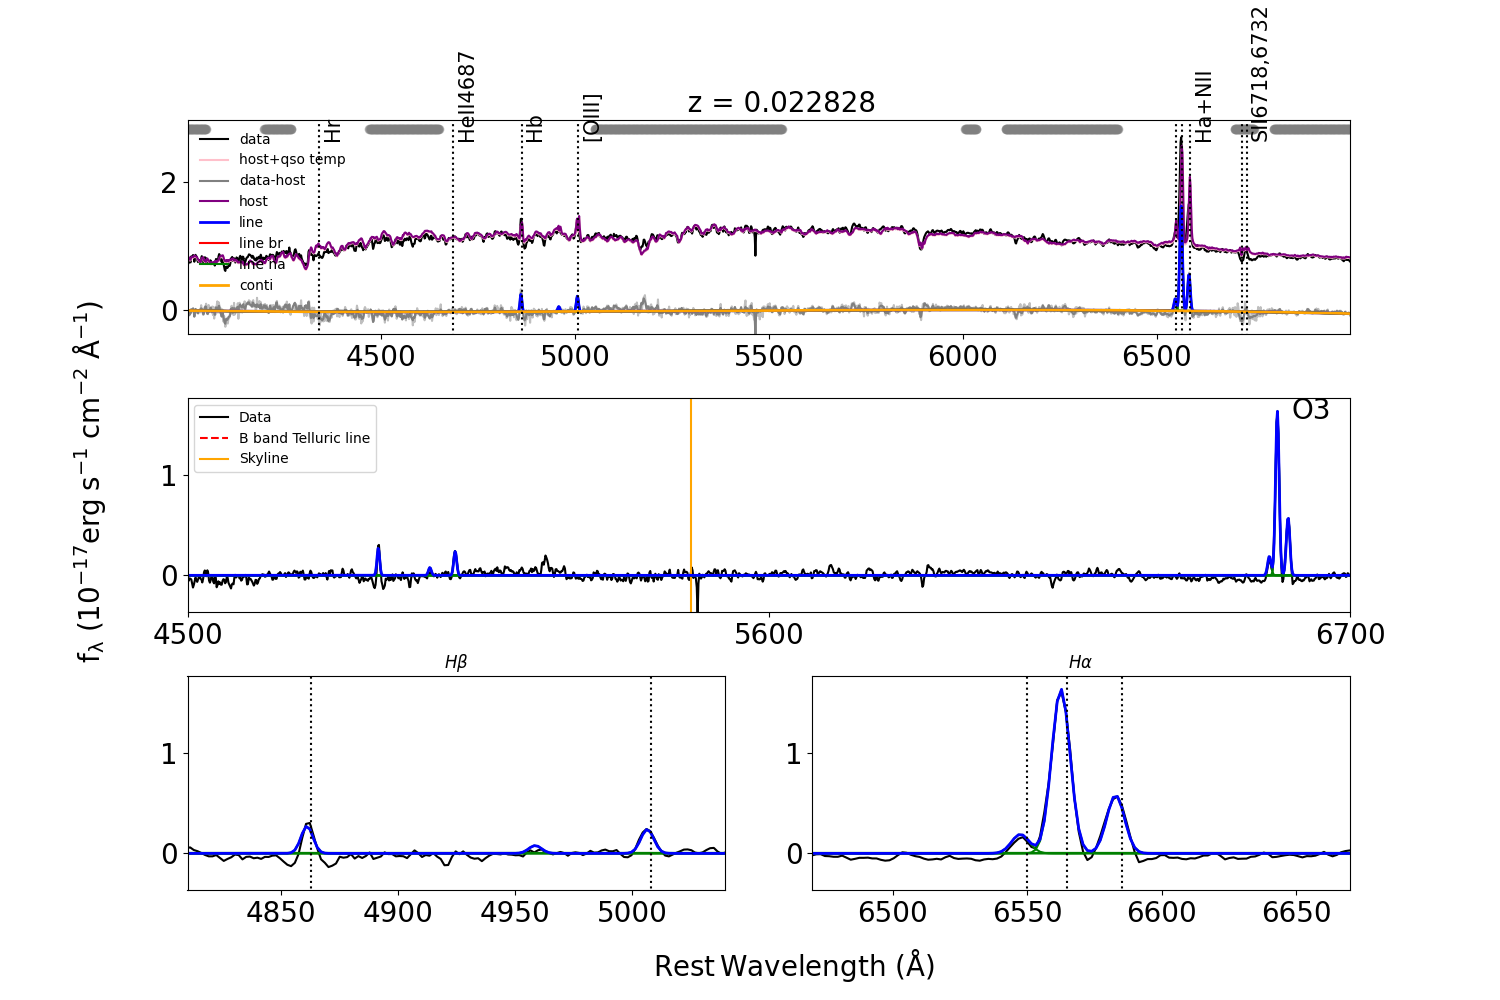 z = 0.022828
Hr
HeII4687
Hb
[OIII]
Ha+NII
SII6718,6732
data
host+qso temp
data-host
host
line
line br
line na
conti
2
0
4500
5000
5500
6000
6500
Data
B band Telluric line
Skyline
O3
1
0
4500
5600
6700
fλ (10⁻¹⁷erg s⁻¹ cm⁻² Å⁻¹)
Hβ
1
0
4850
4900
4950
5000
Hα
1
0
6500
6550
6600
6650
Rest Wavelength (Å)